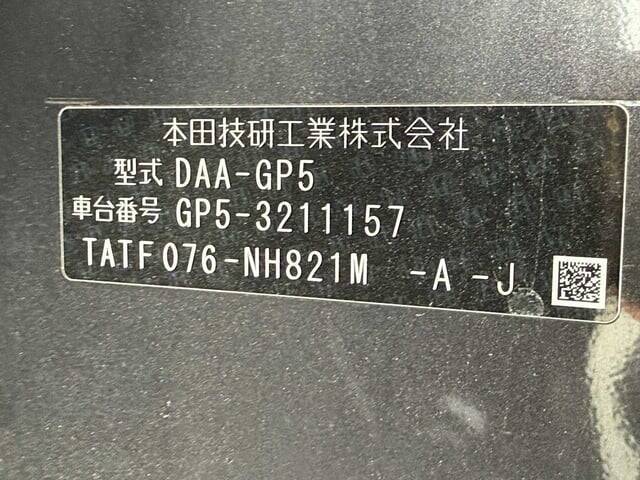 本田技研工業株式会社
型式 DAA-GP5
車台番号 GP5-3211157
TATF076-NH821M -A -J